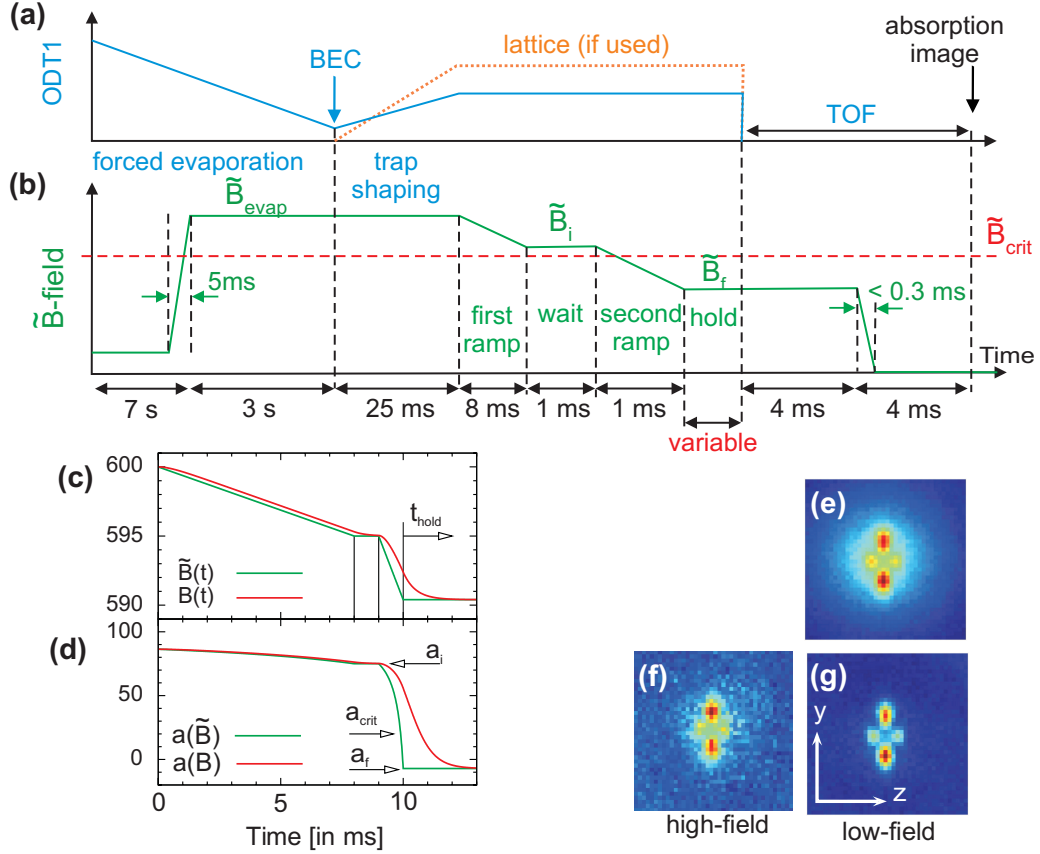 (a)
ODT1
BEC
lattice (if used)
absorption
image
TOF
forced evaporation
trap
shaping
(b)
B̃-field
B̃evap
B̃i
B̃crit
B̃f
5ms
< 0.3 ms
first
ramp
wait
second
ramp
hold
Time
7 s
3 s
25 ms
8 ms
1 ms
1 ms
4 ms
4 ms
variable
(c)
600
595
590
thold
B̃(t)
B(t)
(d)
100
50
0
ai
acrit
af
a(B̃)
a(B)
0
5
10
Time [in ms]
(e)
(f)
high-field
(g)
y
z
low-field